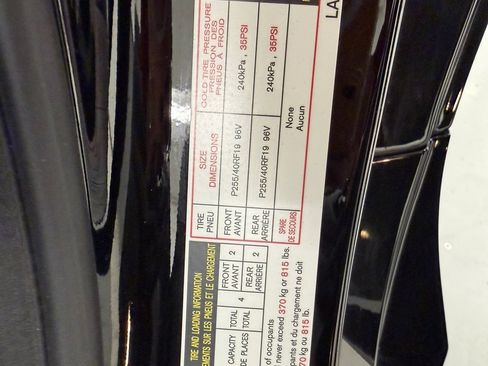 TIRE AND LOADING INFORMATION
EMENTS SUR LES PNEUS ET LE CHARGEMENT
CAPACITY TOTAL 4 FRONT 2 REAR 2
DE PLACES TOTAL AVANT ARRIÈRE
of occupants
never exceed 370 kg or 815 lbs.
pants et du chargement ne doit
70 kg ou 815 lb.
TIRE SIZE COLD TIRE PRESSURE
PNEU DIMENSIONS PRESSION DES
PNEUS À FROID
FRONT
AVANT P255/40RF19 96V 240kPa , 35PSI
REAR
ARRIÈRE P255/40RF19 96V 240kPa , 35PSI
SPARE None
DE SECOURS Aucun
LA